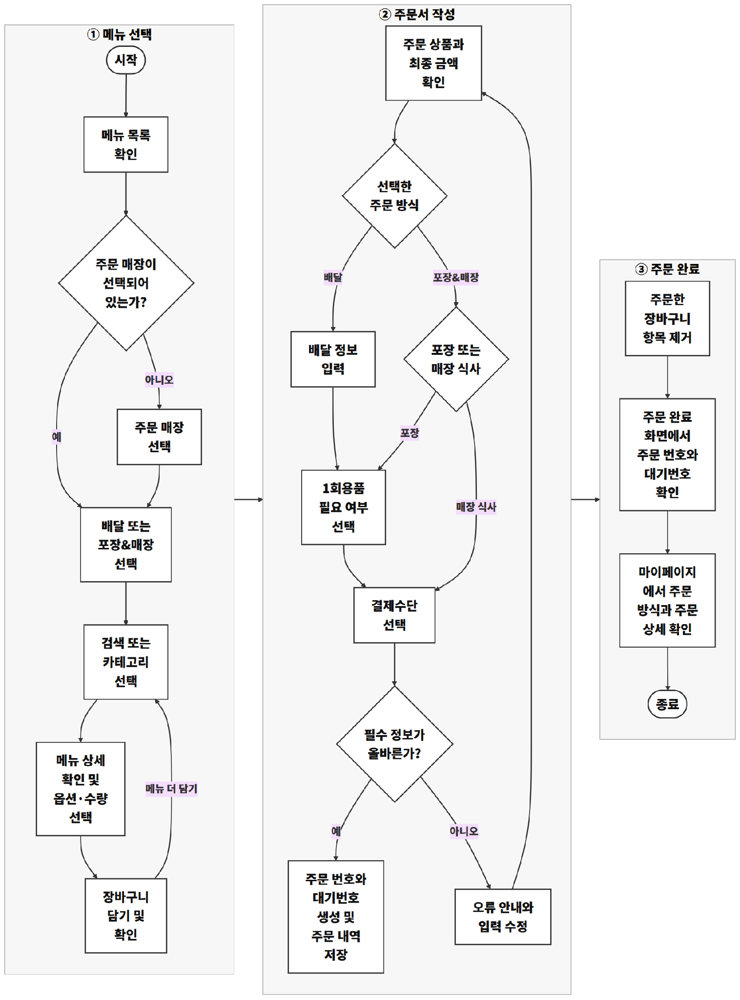 ① 메뉴 선택
시작
메뉴 목록
확인
주문 매장이
선택되어
있는가?
아니오
예
주문 매장
선택
배달 또는
포장&매장
선택
검색 또는
카테고리
선택
메뉴 상세
확인 및
옵션·수량
선택
메뉴 더 담기
장바구니
담기 및
확인
② 주문서 작성
주문 상품과
최종 금액
확인
선택한
주문 방식
배달
포장&매장
배달 정보
입력
포장 또는
매장 식사
포장
매장 식사
1회용품
필요 여부
선택
결제수단
선택
필수 정보가
올바른가?
예
아니오
주문 번호와
대기번호
생성 및
주문 내역
저장
오류 안내와
입력 수정
③ 주문 완료
주문한
장바구니
항목 제거
주문 완료
화면에서
주문 번호와
대기번호
확인
마이페이지
에서 주문
방식과 주문
상세 확인
종료